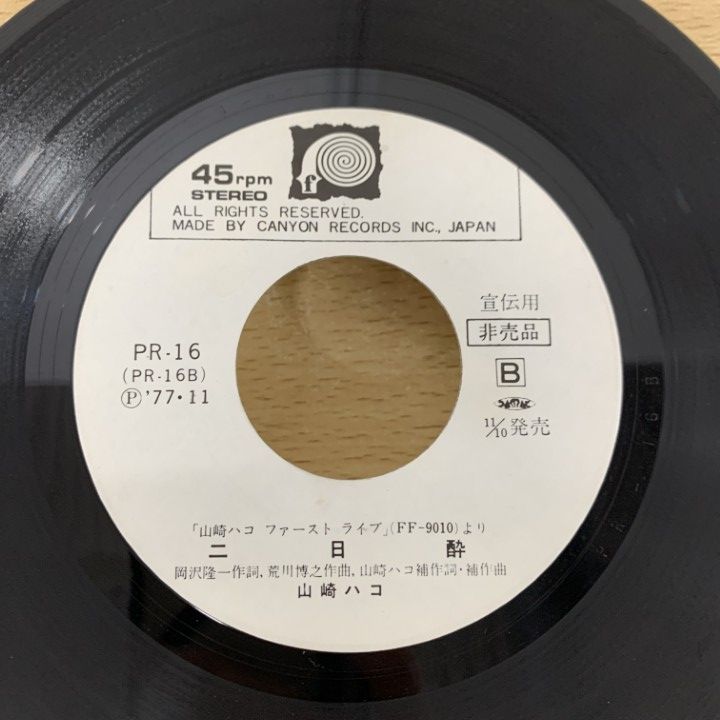 45rpm
STEREO
f
ALL RIGHTS RESERVED.
MADE BY CANYON RECORDS INC., JAPAN
宣伝用
非売品
PR-16
(PR-16B)
Ⓟ'77・11
B
11/10発売
「山崎ハコ ファースト ライブ」(FF-9010)より
二日酔
岡沢隆一作詞,荒川博之作曲,山崎ハコ補作詞・補作曲
山崎ハコ